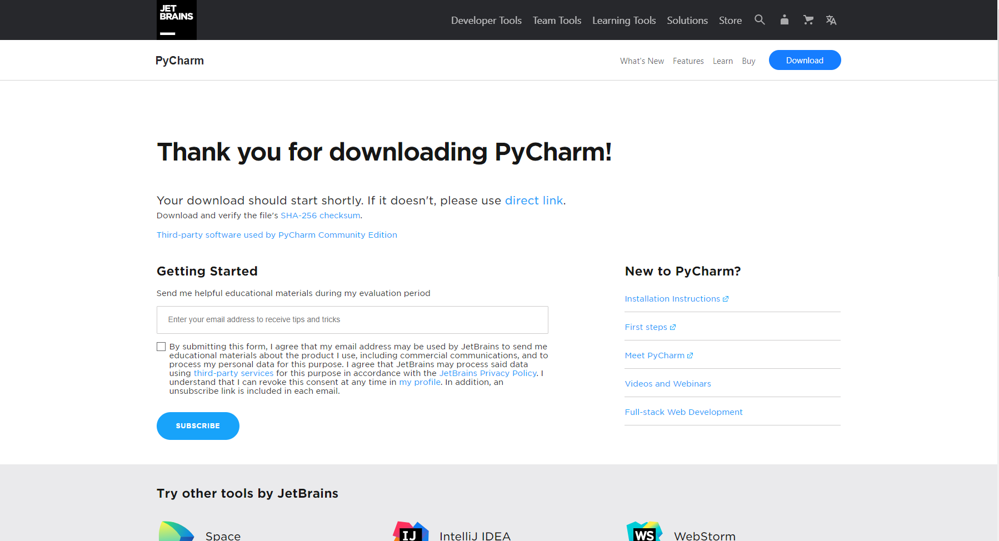 JET
BRAINS
Developer Tools Team Tools Learning Tools Solutions Store
PyCharm
What's New Features Learn Buy Download
Thank you for downloading PyCharm!
Your download should start shortly. If it doesn't, please use direct link.
Download and verify the file's SHA-256 checksum.
Third-party software used by PyCharm Community Edition
Getting Started
Send me helpful educational materials during my evaluation period
Enter your email address to receive tips and tricks
By submitting this form, I agree that my email address may be used by JetBrains to send me
educational materials about the product I use, including commercial communications, and to
process my personal data for this purpose. I agree that JetBrains may process said data
using third-party services for this purpose in accordance with the JetBrains Privacy Policy. I
understand that I can revoke this consent at any time in my profile. In addition, an
unsubscribe link is included in each email.
SUBSCRIBE
New to PyCharm?
Installation Instructions
First steps
Meet PyCharm
Videos and Webinars
Full-stack Web Development
Try other tools by JetBrains
Space
IJ
IntelliJ IDEA
WS
WebStorm